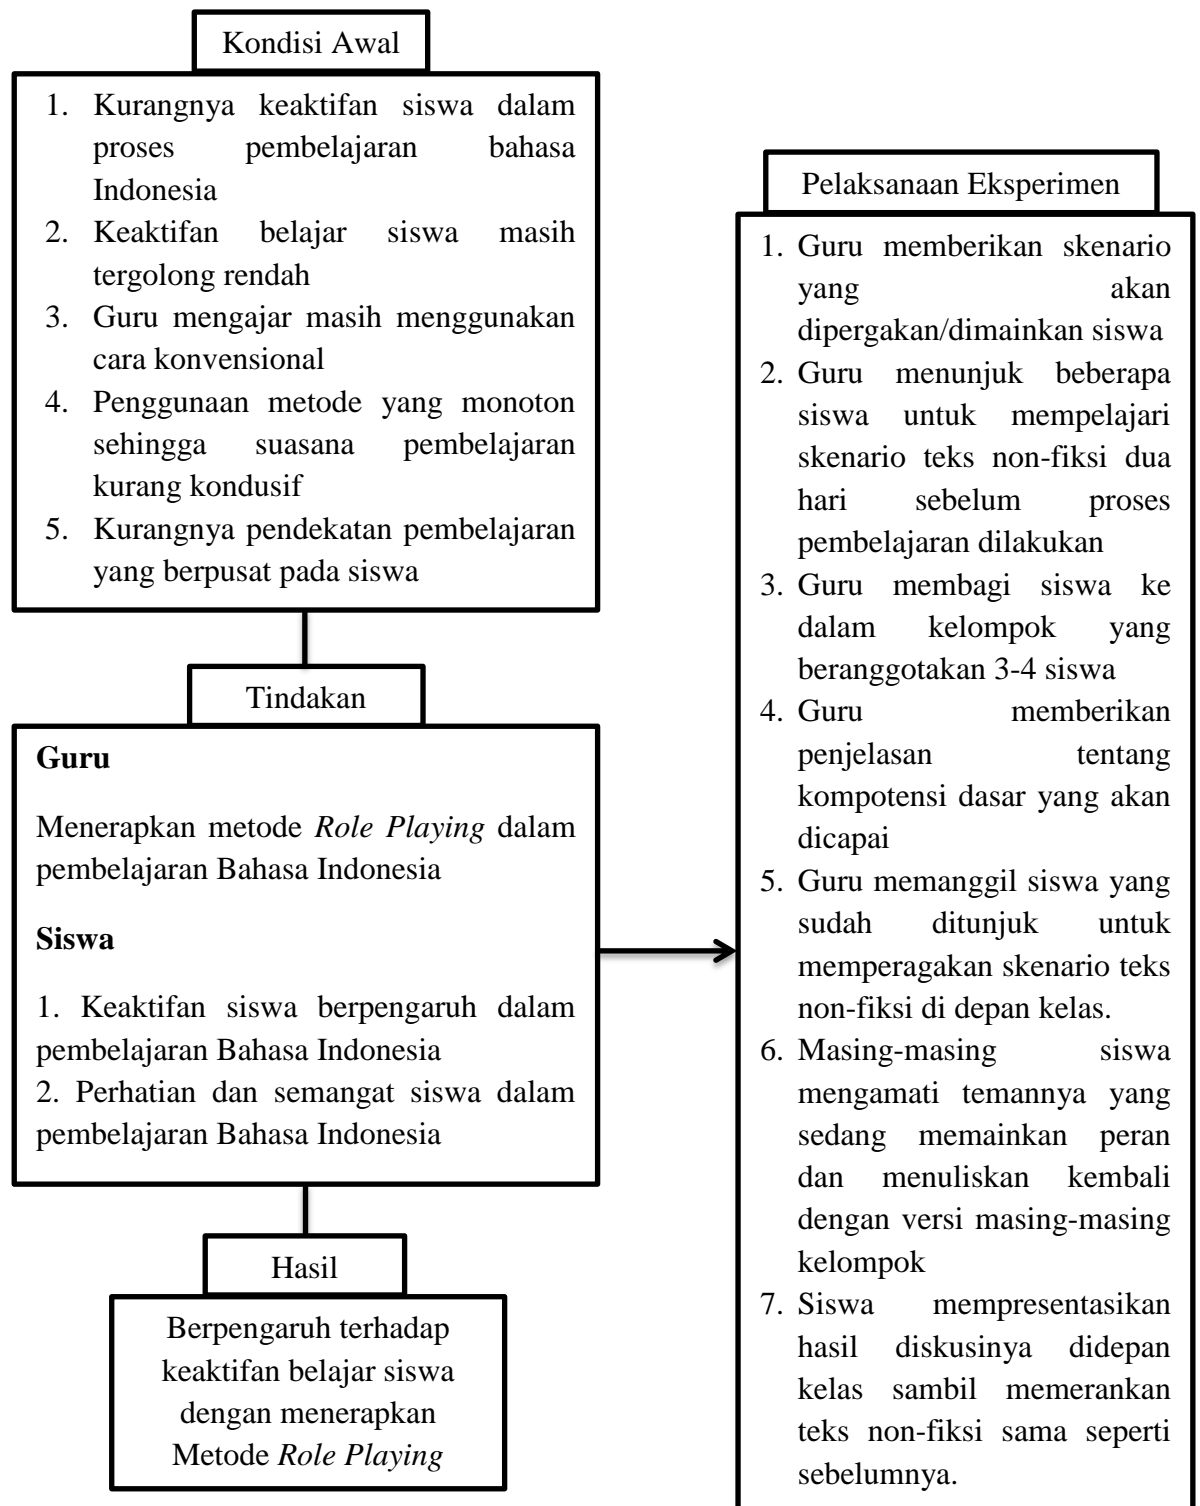 Kondisi Awal
1. Kurangnya keaktifan siswa dalam
proses pembelajaran bahasa
Indonesia
2. Keaktifan belajar siswa masih
tergolong rendah
3. Guru mengajar masih menggunakan
cara konvensional
4. Penggunaan metode yang monoton
sehingga suasana pembelajaran
kurang kondusif
5. Kurangnya pendekatan pembelajaran
yang berpusat pada siswa
Tindakan
Guru
Menerapkan metode Role Playing dalam
pembelajaran Bahasa Indonesia
Siswa
1. Keaktifan siswa berpengaruh dalam
pembelajaran Bahasa Indonesia
2. Perhatian dan semangat siswa dalam
pembelajaran Bahasa Indonesia
Hasil
Berpengaruh terhadap
keaktifan belajar siswa
dengan menerapkan
Metode Role Playing
Pelaksanaan Eksperimen
1. Guru memberikan skenario
yang akan
dipergakan/dimainkan siswa
2. Guru menunjuk beberapa
siswa untuk mempelajari
skenario teks non-fiksi dua
hari sebelum proses
pembelajaran dilakukan
3. Guru membagi siswa ke
dalam kelompok yang
beranggotakan 3-4 siswa
4. Guru memberikan
penjelasan tentang
kompotensi dasar yang akan
dicapai
5. Guru memanggil siswa yang
sudah ditunjuk untuk
memperagakan skenario teks
non-fiksi di depan kelas.
6. Masing-masing siswa
mengamati temannya yang
sedang memainkan peran
dan menuliskan kembali
dengan versi masing-masing
kelompok
7. Siswa mempresentasikan
hasil diskusinya didepan
kelas sambil memerankan
teks non-fiksi sama seperti
sebelumnya.